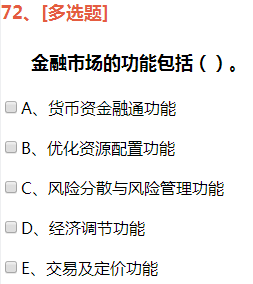 72、[多选题]
金融市场的功能包括 ( ) 。
A、货币资金融通功能
B、优化资源配置功能
C、风险分散与风险管理功能
D、经济调节功能
E、交易及定价功能